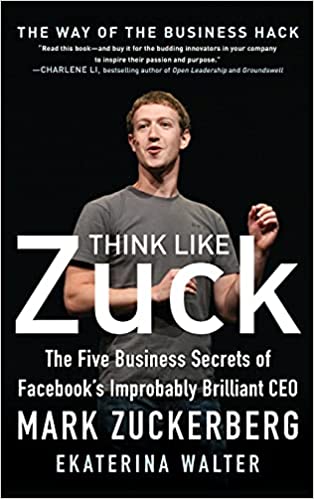 THE WAY OF THE BUSINESS HACK
"Read this book—and buy it for the budding innovators in your company
to inspire their passion and purpose."
—CHARLENE LI, bestselling author of Open Leadership and Groundswell
THINK LIKE
Zuck
The Five Business Secrets of
Facebook's Improbably Brilliant CEO
MARK ZUCKERBERG
EKATERINA WALTER